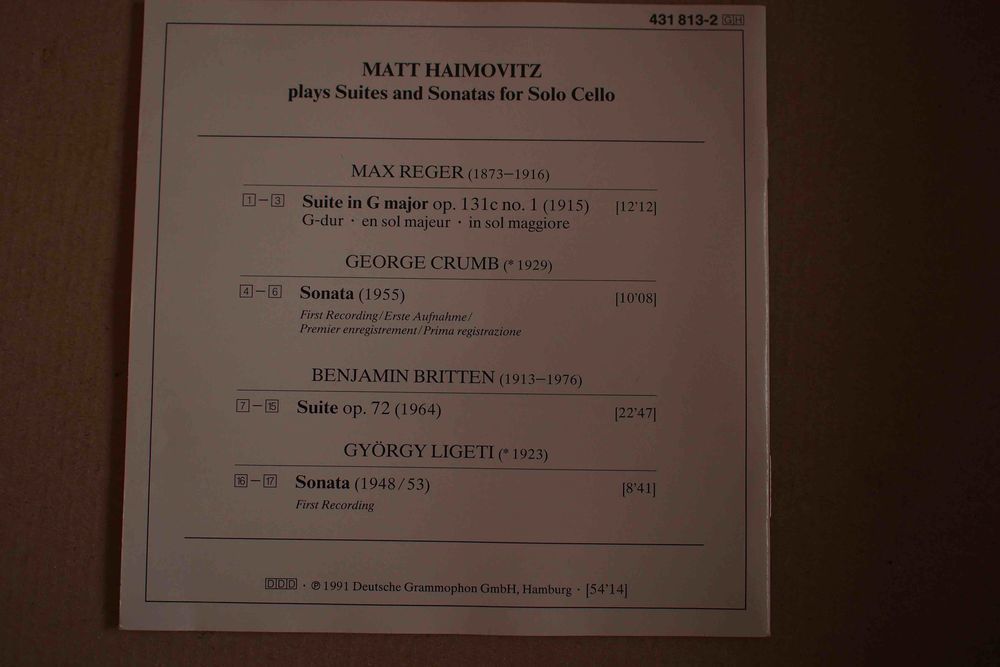 431 813-2 GH
MATT HAIMOVITZ
plays Suites and Sonatas for Solo Cello
MAX REGER (1873–1916)
1 – 3 Suite in G major op. 131c no. 1 (1915) [12'12]
G-dur · en sol majeur · in sol maggiore
GEORGE CRUMB (* 1929)
4 – 6 Sonata (1955) [10'08]
First Recording/Erste Aufnahme/
Premier enregistrement/Prima registrazione
BENJAMIN BRITTEN (1913–1976)
7 – 15 Suite op. 72 (1964) [22'47]
GYÖRGY LIGETI (* 1923)
16 – 17 Sonata (1948/53) [8'41]
First Recording
DDD · ℗ 1991 Deutsche Grammophon GmbH, Hamburg · [54'14]